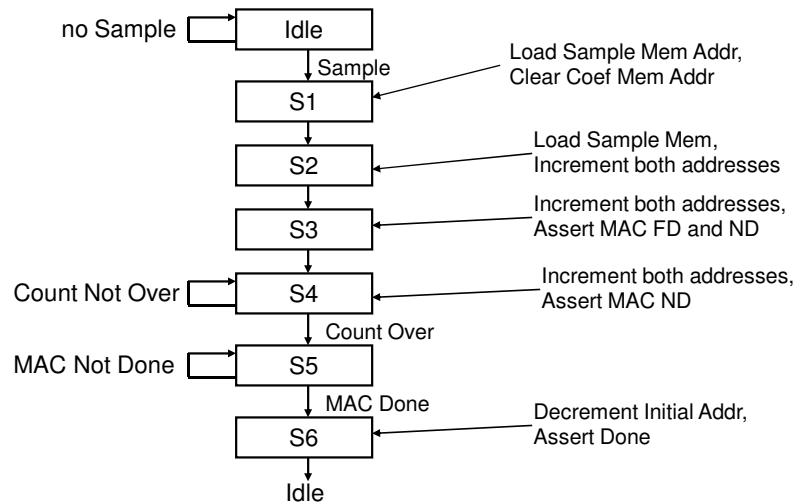 no Sample
Idle
Sample
Load Sample Mem Addr,
Clear Coef Mem Addr
S1
Load Sample Mem,
Increment both addresses
S2
Increment both addresses,
Assert MAC FD and ND
S3
Increment both addresses,
Assert MAC ND
Count Not Over
S4
Count Over
MAC Not Done
S5
MAC Done
Decrement Initial Addr,
Assert Done
S6
Idle